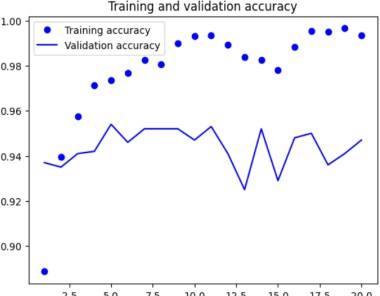 Training and validation accuracy
1.00
Training accuracy
Validation accuracy
0.98
0.96
0.94
0.92
0.90
2.5 5.0 7.5 10.0 12.5 15.0 17.5 20.0